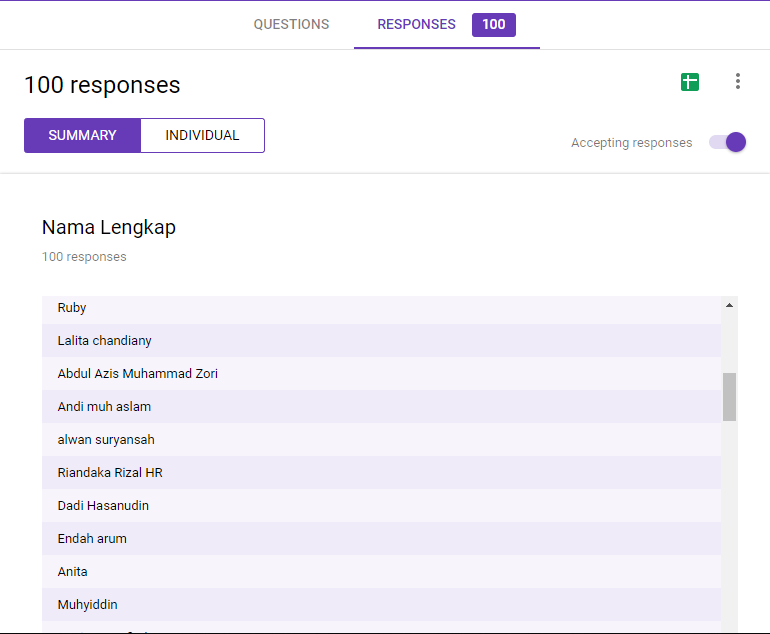 QUESTIONS RESPONSES 100
100 responses
SUMMARY INDIVIDUAL
Accepting responses
Nama Lengkap
100 responses
Ruby
Lalita chandiany
Abdul Azis Muhammad Zori
Andi muh aslam
alwan suryansah
Riandaka Rizal HR
Dadi Hasanudin
Endah arum
Anita
Muhyiddin